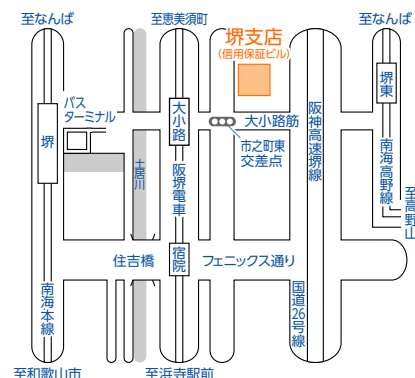 至なんば
至恵美須町
至なんば
堺支店
(信用保証ビル)
バス
ターミナル
堺
大小路
大小路筋
市之町東
交差点
阪神高速堺線
堺東
南海高野線
至高野山
土居川
阪堺電車
住吉橋
宿院
フェニックス通り
南海本線
国道26号線
至和歌山市
至浜寺駅前